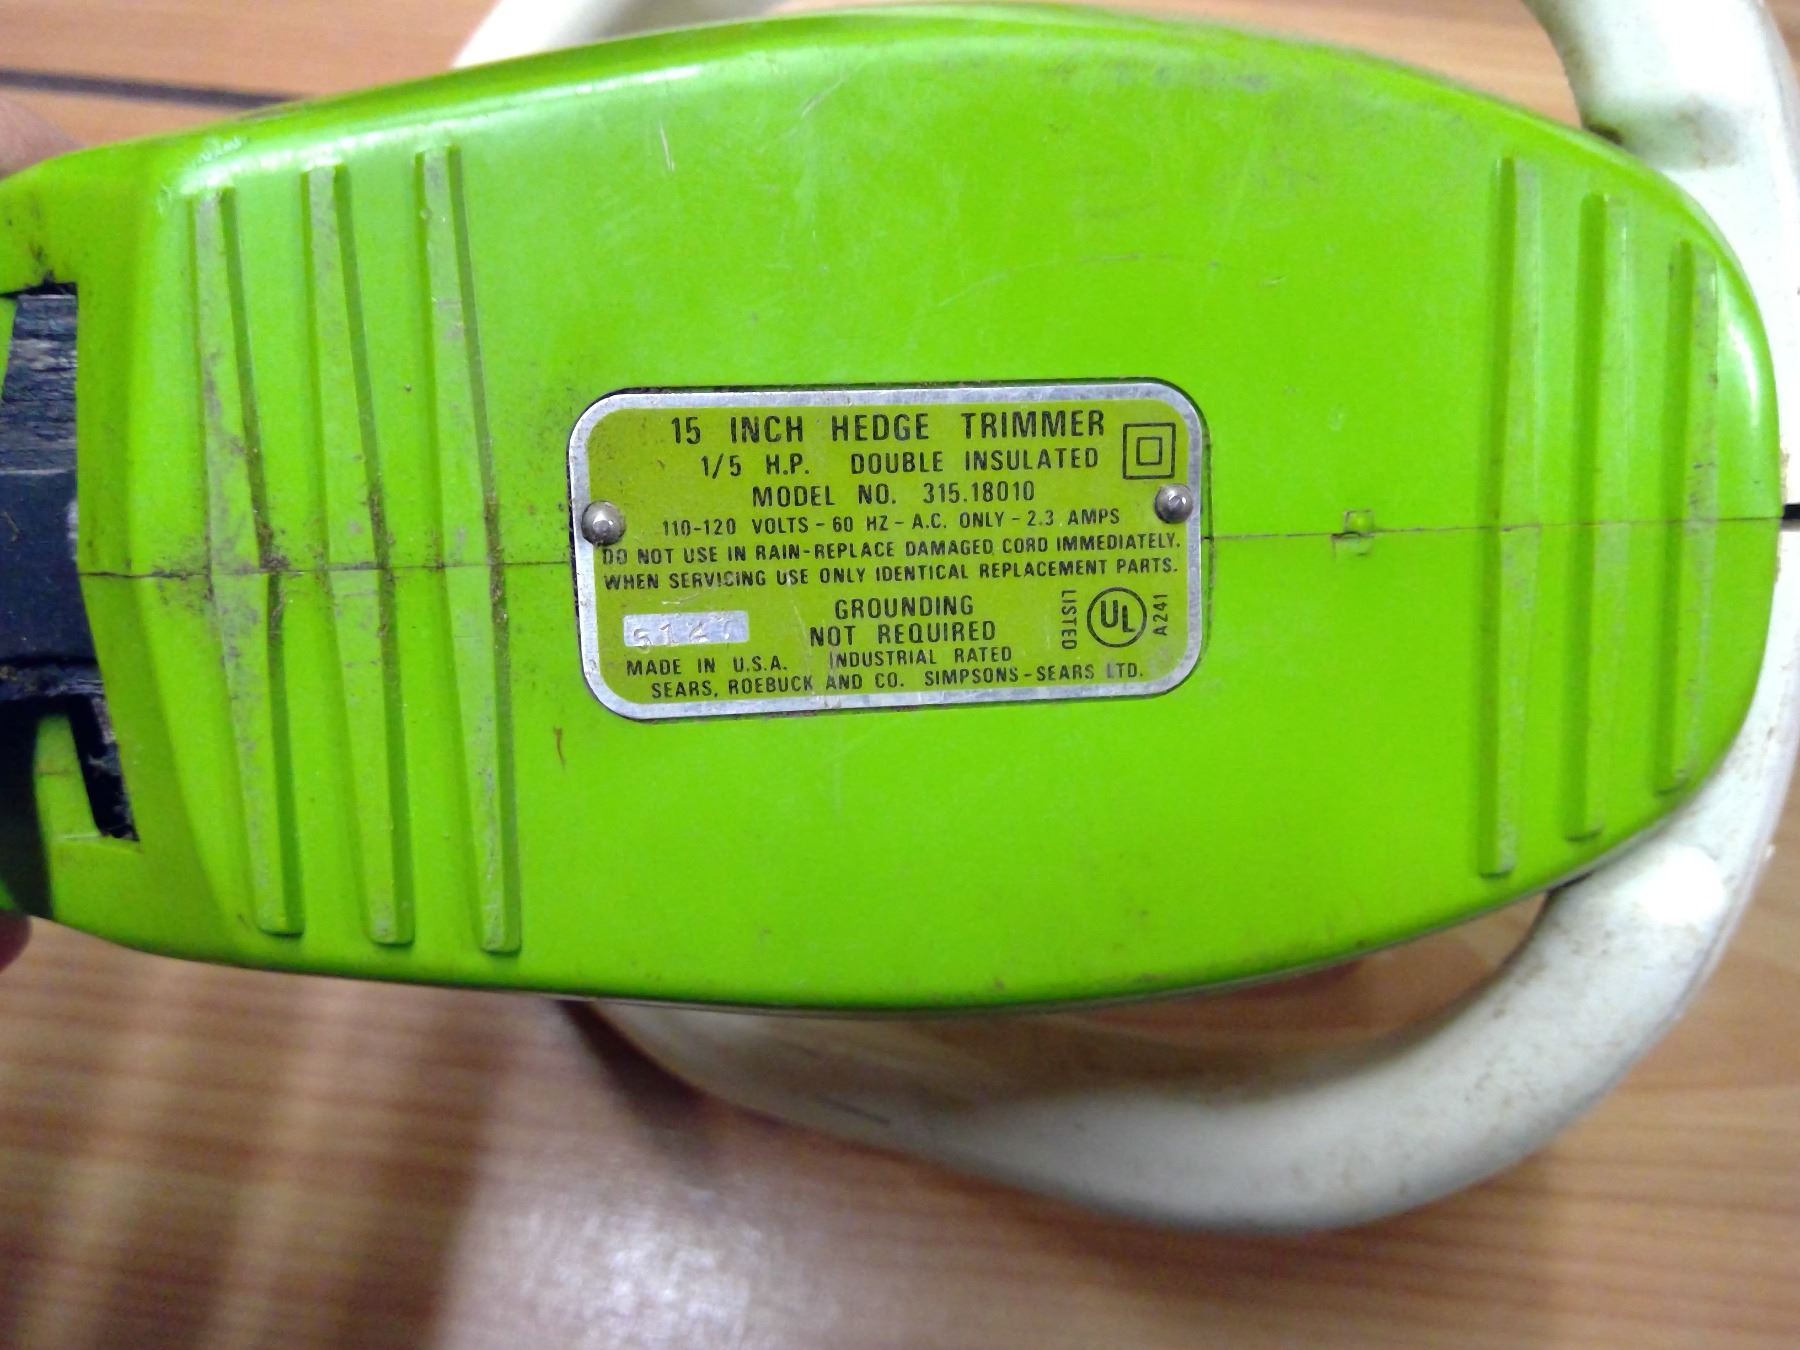 15 INCH HEDGE TRIMMER
1/5 H.P. DOUBLE INSULATED
MODEL NO. 315.18010
110-120 VOLTS - 60 HZ - A.C. ONLY - 2.3 AMPS
DO NOT USE IN RAIN-REPLACE DAMAGED CORD IMMEDIATELY.
WHEN SERVICING USE ONLY IDENTICAL REPLACEMENT PARTS.
GROUNDING
NOT REQUIRED
LISTED
UL
A241
MADE IN U.S.A. INDUSTRIAL RATED
SEARS, ROEBUCK AND CO. SIMPSONS-SEARS LTD.